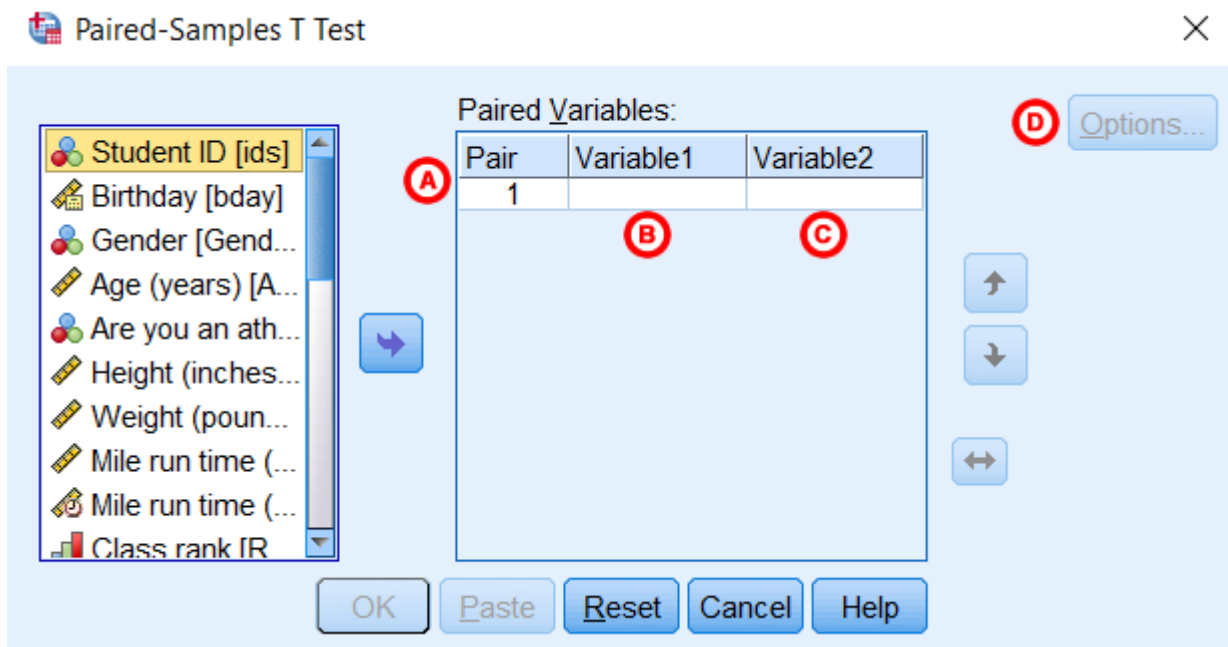 Paired-Samples T Test
Paired Variables:
D
Options...
Student ID [ids]
Birthday [bday]
Gender [Gend...
Age (years) [A...
Are you an ath...
Height (inches...
Weight (poun...
Mile run time (...
Mile run time (...
Class rank [R
A
Pair Variable1 Variable2
1
B C
OK Paste Reset Cancel Help